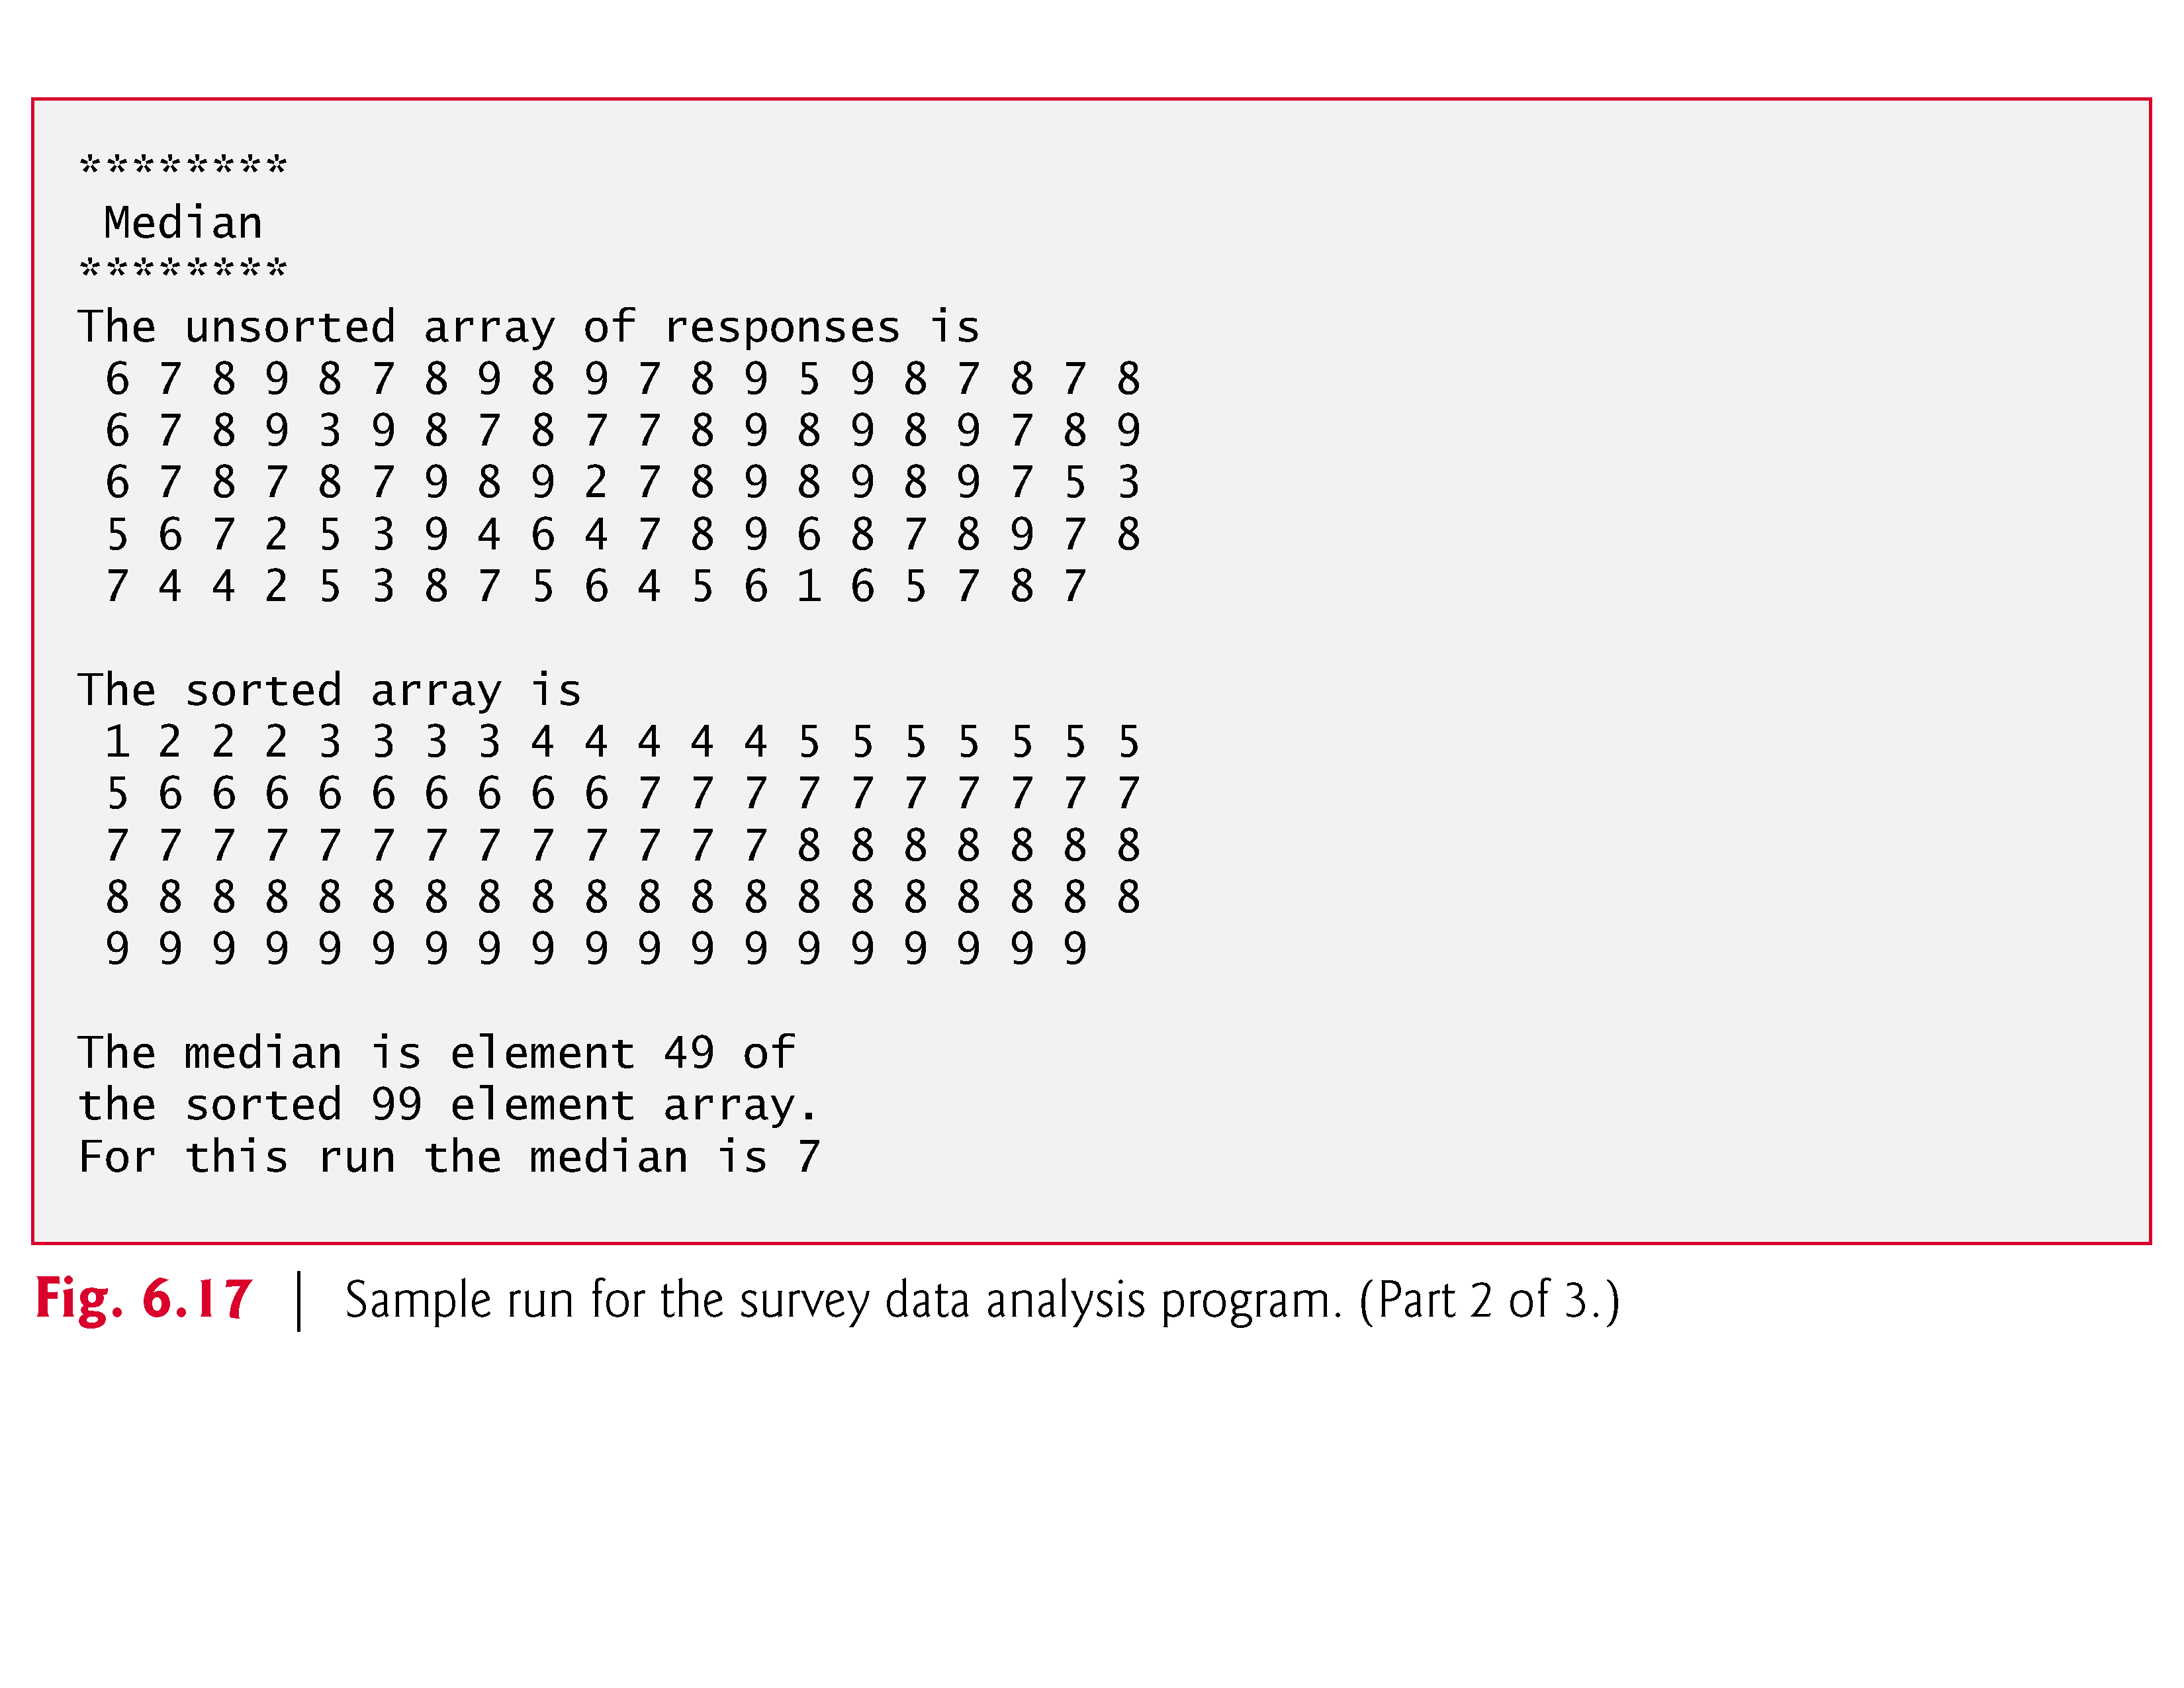 ********
 Median
********
The unsorted array of responses is
 6 7 8 9 8 7 8 9 8 9 7 8 9 5 9 8 7 8 7 8
 6 7 8 9 3 9 8 7 8 7 7 8 9 8 9 8 9 7 8 9
 6 7 8 7 8 7 9 8 9 2 7 8 9 8 9 8 9 7 5 3
 5 6 7 2 5 3 9 4 6 4 7 8 9 6 8 7 8 9 7 8
 7 4 4 2 5 3 8 7 5 6 4 5 6 1 6 5 7 8 7

The sorted array is
 1 2 2 2 3 3 3 3 4 4 4 4 4 5 5 5 5 5 5 5
 5 6 6 6 6 6 6 6 6 6 7 7 7 7 7 7 7 7 7 7
 7 7 7 7 7 7 7 7 7 7 7 7 7 8 8 8 8 8 8 8
 8 8 8 8 8 8 8 8 8 8 8 8 8 8 8 8 8 8 8 8
 9 9 9 9 9 9 9 9 9 9 9 9 9 9 9 9 9 9 9

The median is element 49 of
the sorted 99 element array.
For this run the median is 7
Fig. 6.17 | Sample run for the survey data analysis program. (Part 2 of 3.)